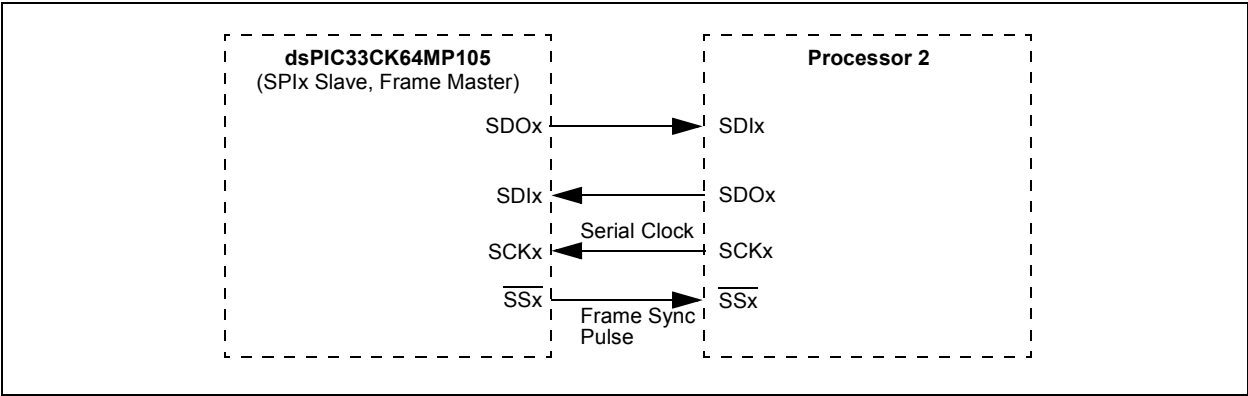 dsPIC33CK64MP105
(SPIx Slave, Frame Master)
Processor 2
SDOx
SDIx
SDIx
SDOx
Serial Clock
SCKx
SCKx
SSx
SSx
Frame Sync
Pulse